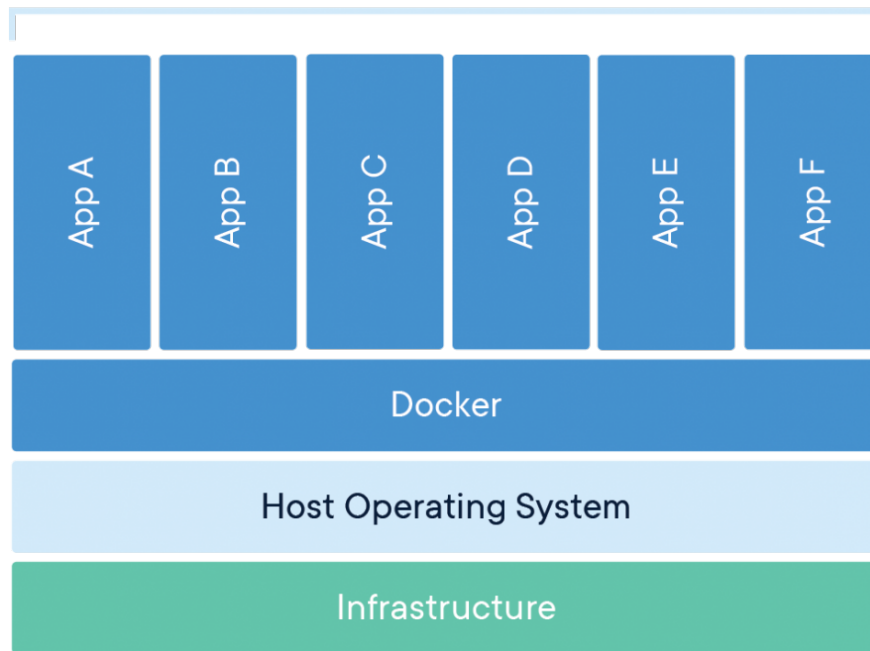 App A
App B
App C
App D
App E
App F
Docker
Host Operating System
Infrastructure